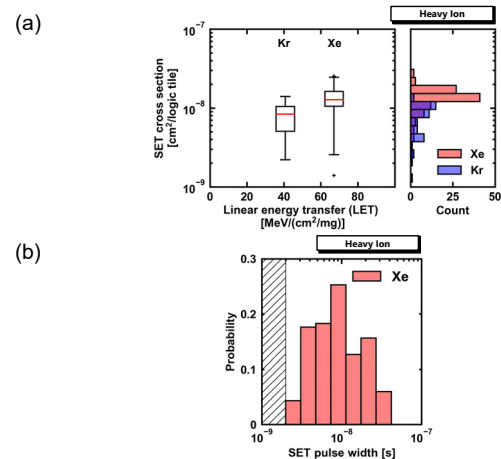 (a)
Heavy Ion
10⁻⁷
10⁻⁸
10⁻⁹
SET cross section
[cm²/logic tile]
Kr
Xe
0 20 40 60 80
Linear energy transfer (LET)
[MeV/(cm²/mg)]
Xe
Kr
0 25 50
Count
(b)
Heavy Ion
0.3
0.2
0.1
0
Probability
Xe
10⁻⁹ 10⁻⁸ 10⁻⁷
SET pulse width [s]